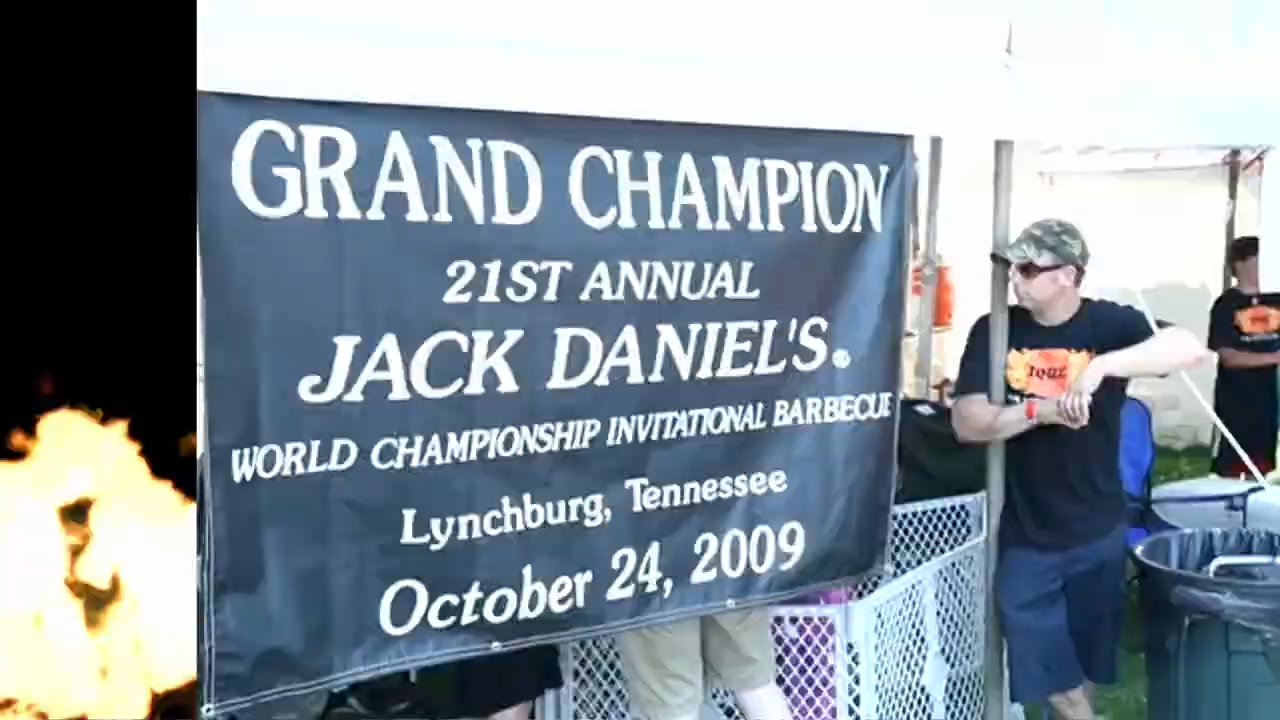 GRAND CHAMPION
21ST ANNUAL
JACK DANIEL'S®
WORLD CHAMPIONSHIP INVITATIONAL BARBECUE
Lynchburg, Tennessee
October 24, 2009